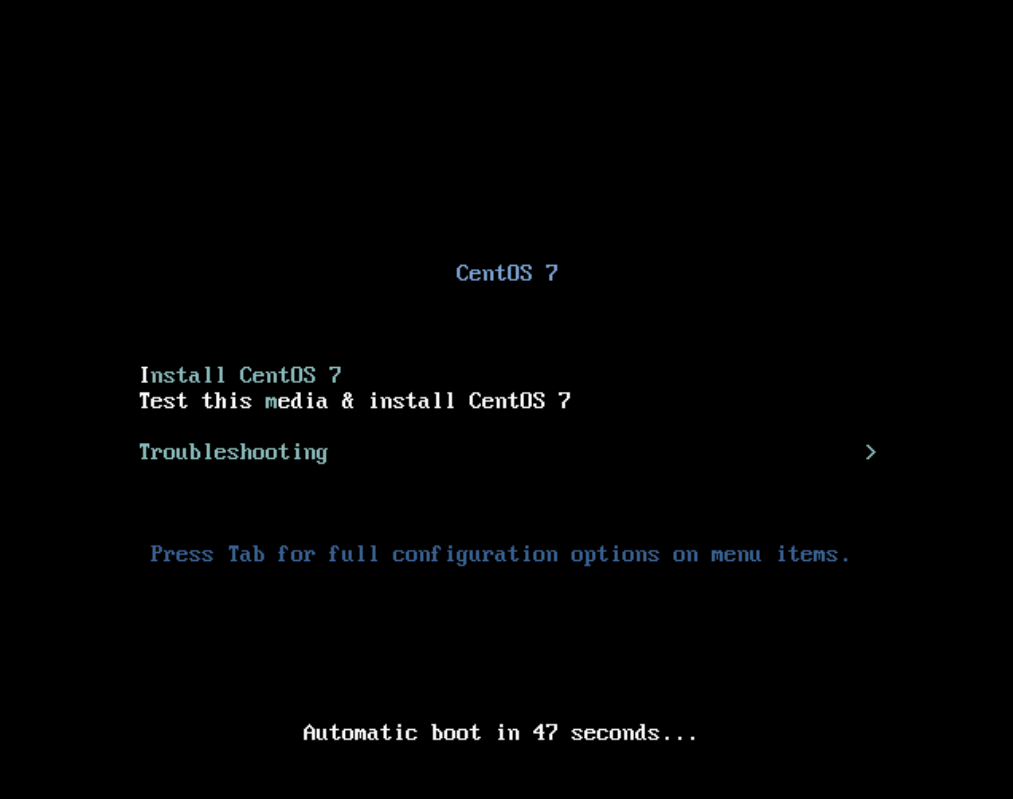 CentOS 7
Install CentOS 7
Test this media & install CentOS 7
Troubleshooting >
Press Tab for full configuration options on menu items.
Automatic boot in 47 seconds...